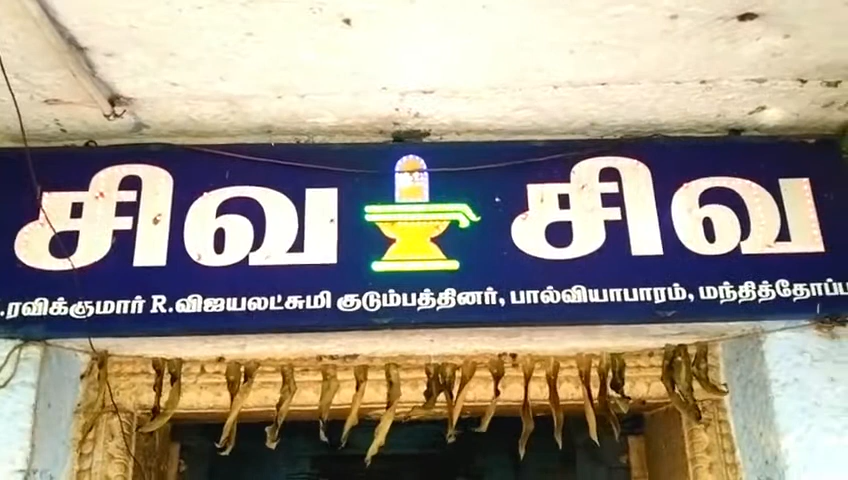 சிவ சிவ
.ரவிக்குமார் R.விஜயலட்சுமி குடும்பத்தினர், பால்வியாபாரம், மந்தித்தோப்